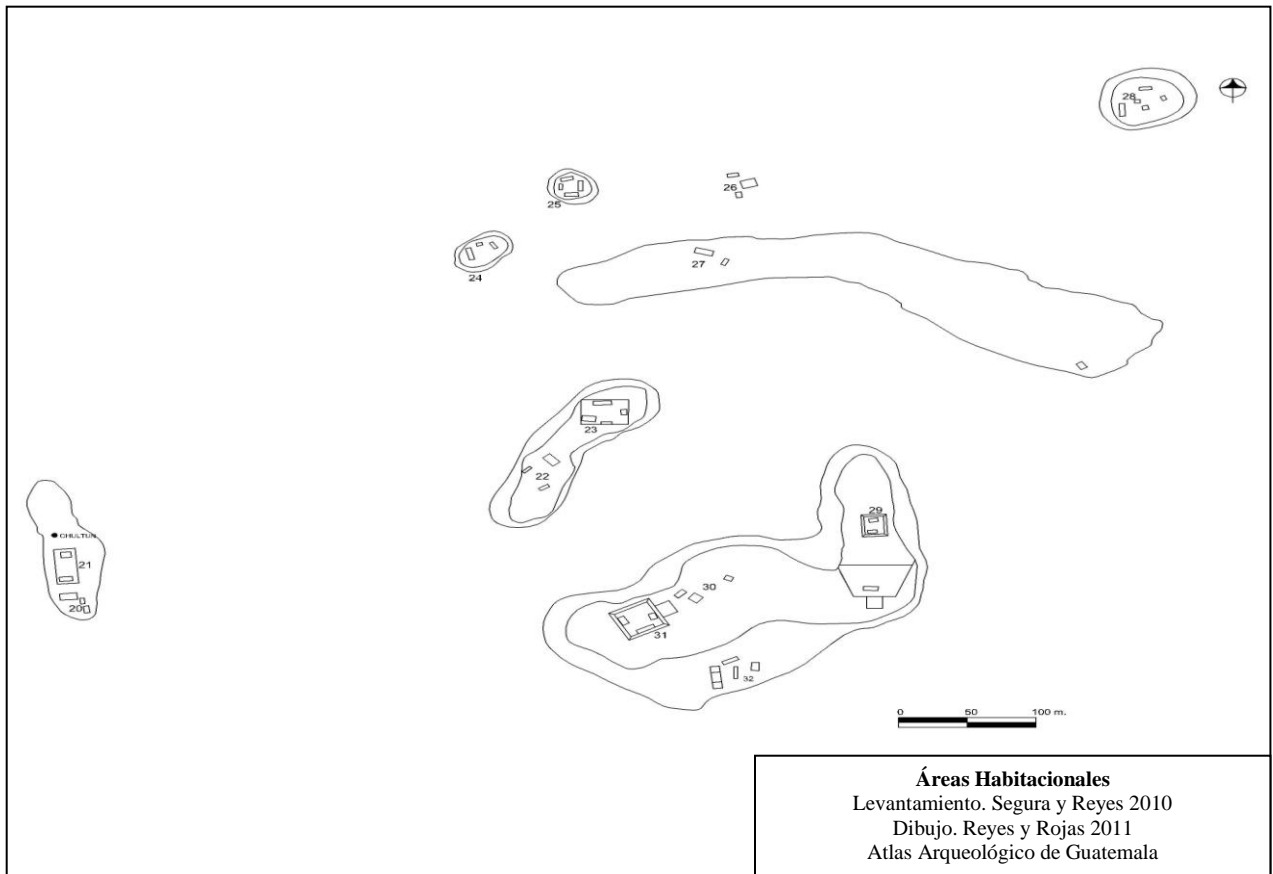 28
26
25
24
27
23
22
29
CHULTUN
21
20
30
31
32
0 50 100 m.
Áreas Habitacionales
Levantamiento. Segura y Reyes 2010
Dibujo. Reyes y Rojas 2011
Atlas Arqueológico de Guatemala